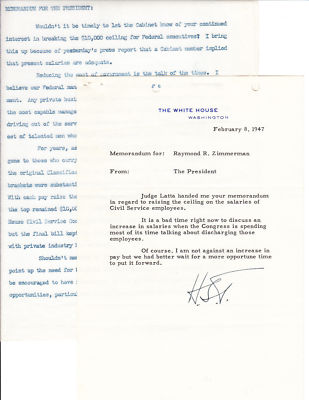 MEMORANDUM FOR THE PRESIDENT:
Wouldn't it be timely to let the Cabinet know of your continued
interest in breaking the $10,000 ceiling for Federal executives? I bring
this up because of yesterday's press report that a Cabinet member implied
that present salaries are adequate.
Reducing the cost of government is the talk of the times. I
believe our Federal man
ment. Any private busi
the most capable manage
driving out of the serv
set of talented men who
For years, as
gone to those who carry
the original Classific
brackets were substanti
With each pay raise the
the top remained $10,00
House Civil Service Co
but the final bill kept
with private industry
Shouldn't we
point up the need for
be encouraged to have
opportunities, particul
THE WHITE HOUSE
WASHINGTON
February 8, 1947
Memorandum for: Raymond R. Zimmerman
From: The President
Judge Latta handed me your memorandum
in regard to raising the ceiling on the salaries of
Civil Service employees.
It is a bad time right now to discuss an
increase in salaries when the Congress is spending
most of its time talking about discharging those
employees.
Of course, I am not against an increase in
pay but we had better wait for a more opportune time
to put it forward.
H.S.T.